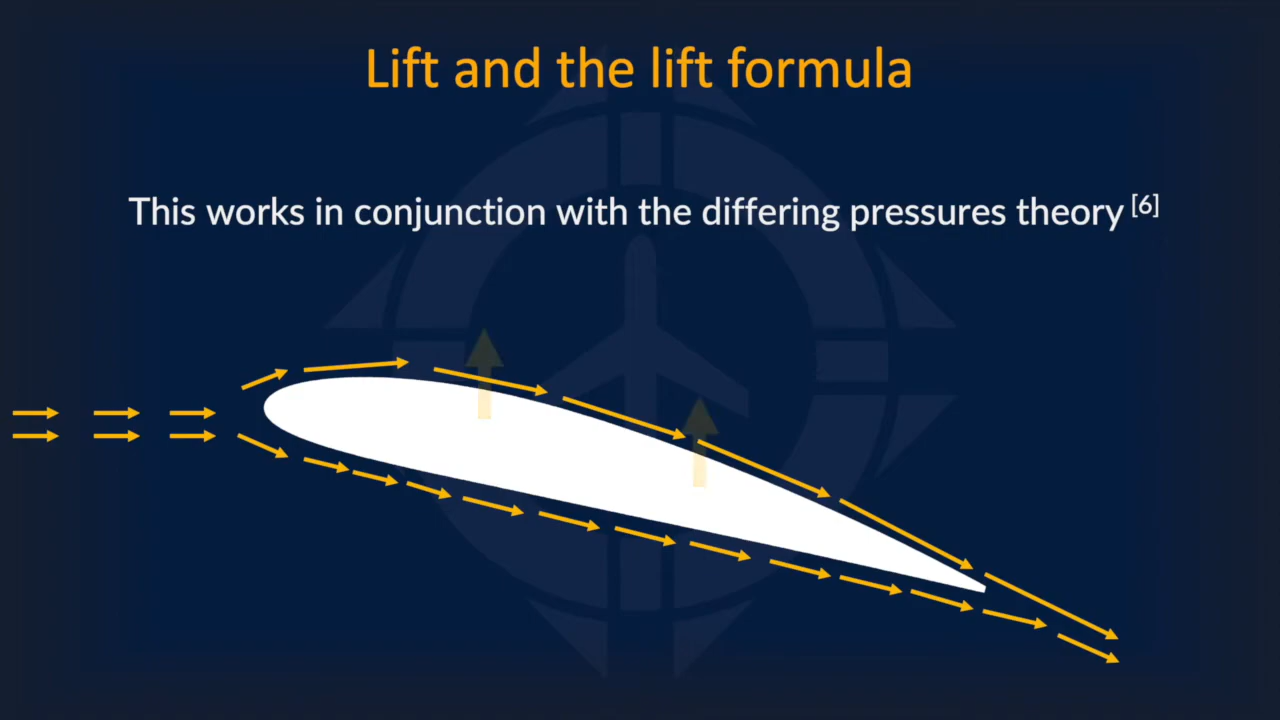 Lift and the lift formula
This works in conjunction with the differing pressures theory [6]